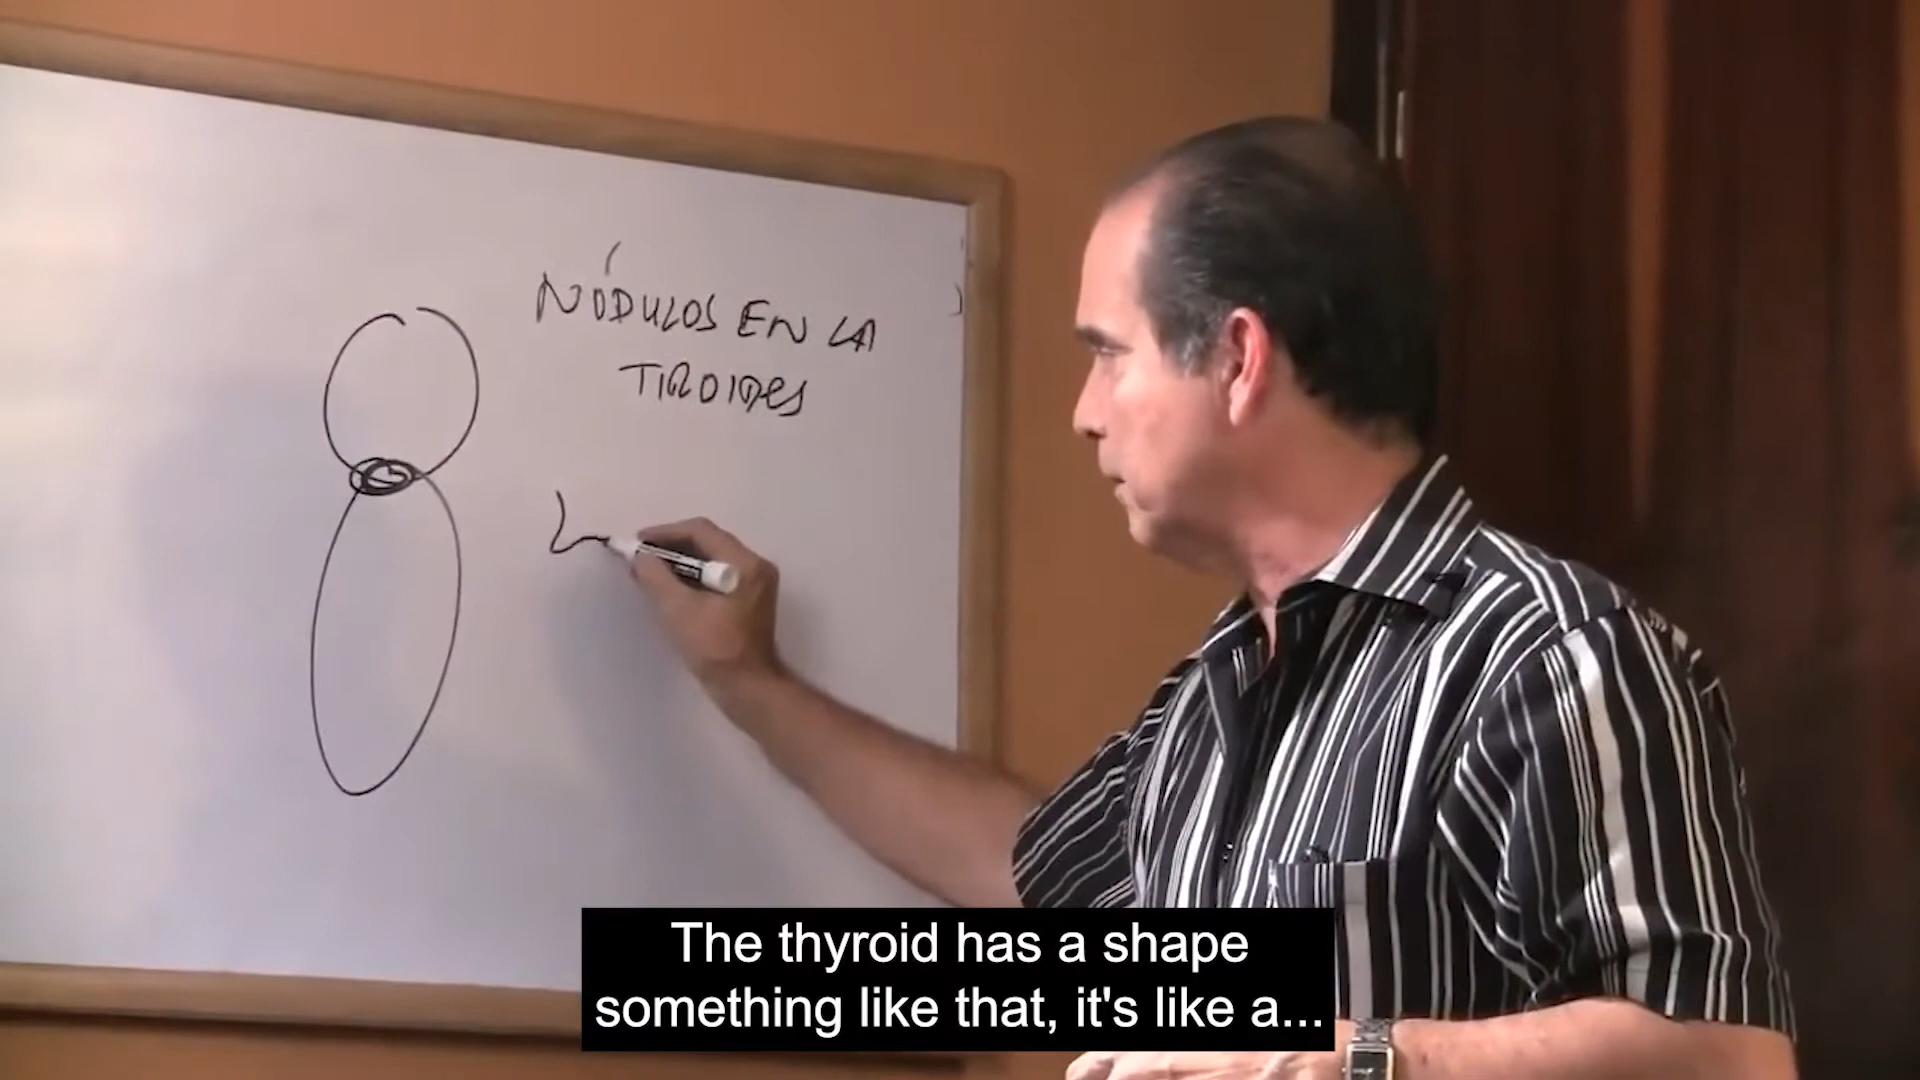 NÓDULOS EN LA
TIROIDES
The thyroid has a shape
something like that, it's like a...